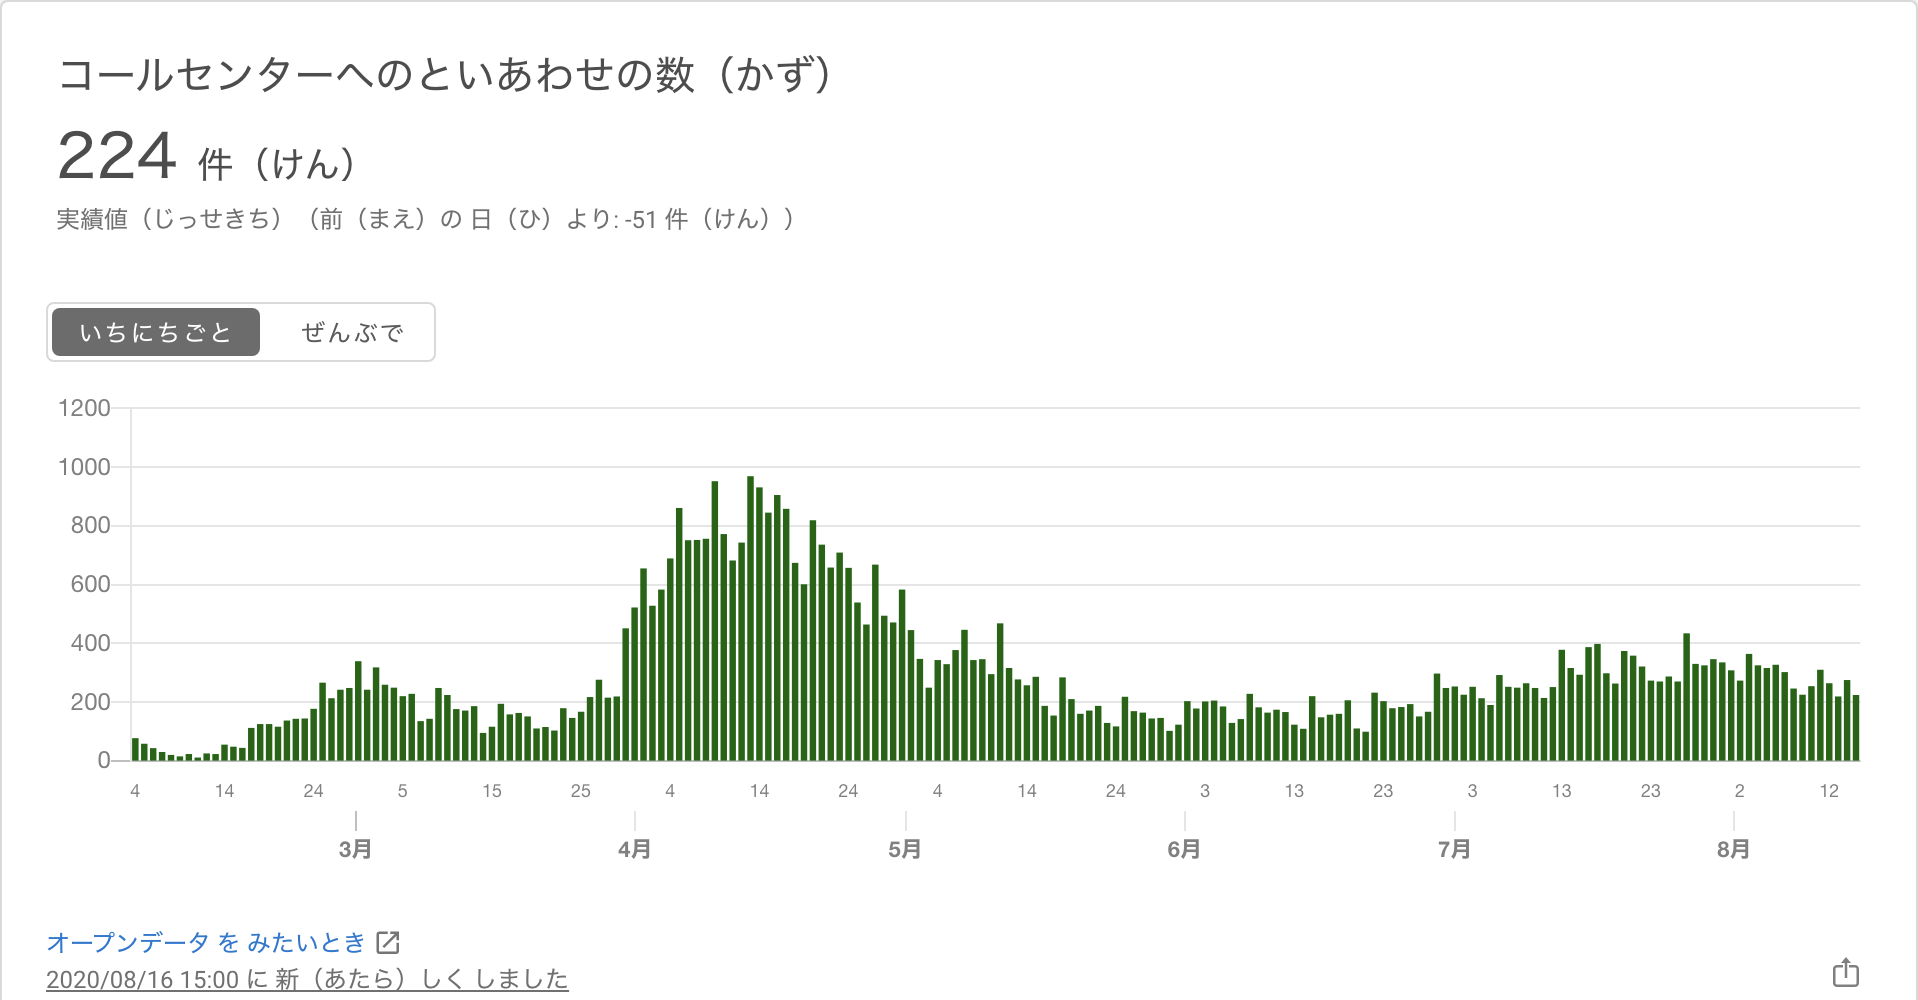 コールセンターへのといあわせの数（かず）
224 件（けん）
実績値（じっせきち）（前（まえ）の 日（ひ）より: -51 件（けん））
いちにちごと ぜんぶで
1200
1000
800
600
400
200
0
4 14 24 5 15 25 4 14 24 4 14 24 3 13 23 3 13 23 2 12
3月 4月 5月 6月 7月 8月
オープンデータ を みたいとき
2020/08/16 15:00 に 新（あたら）しく しました